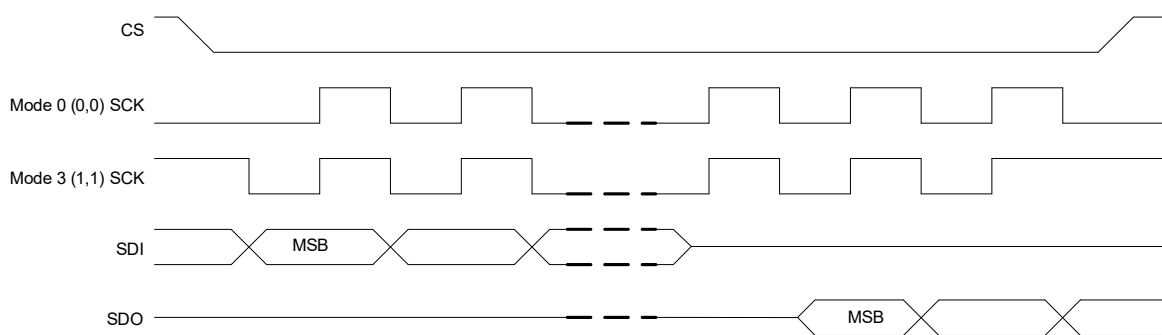 CS
Mode 0 (0,0) SCK
Mode 3 (1,1) SCK
SDI
MSB
SDO
MSB